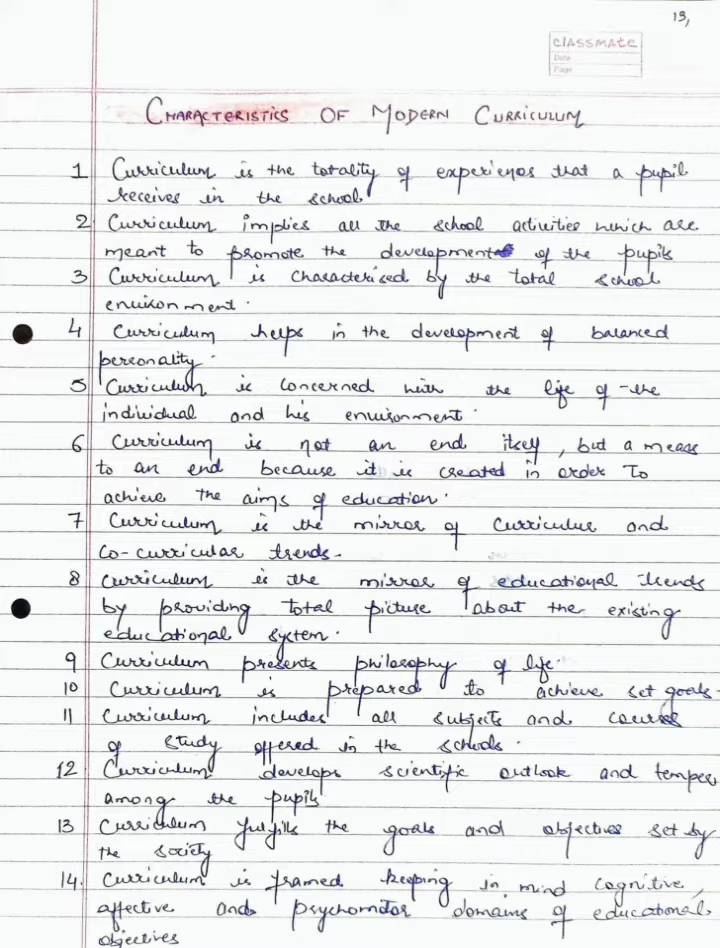 13,
classmate
Date
Page
CHARACTERISTICS OF MODERN CURRICULUM
1 Curriculum is the totality of experiences that a pupil
receives in the school
2 Curriculum implies all the school activities which are
meant to promote the development of the pupils
3 Curriculum is characterised by the total school
environment.
4 Curriculum helps in the development of balanced
personality.
5 Curriculum is concerned with the life of the
individual and his environment.
6 Curriculum is not an end itself, but a means
to an end because it is created in order To
achieve the aims of education.
7 Curriculum is the mirror of curricular and
co-curricular trends.
8 Curriculum is the mirror of educational trends
by providing total picture about the existing
educational system.
9 Curriculum presents philosophy of life.
10 Curriculum is prepared to achieve set goals.
11 Curriculum includes all subjects and courses
of study offered in the schools.
12 Curriculum develops scientific outlook and temper
among the pupils
13 Curriculum fulfills the goals and objectives set by
the society
14. Curriculum is framed keeping in mind cognitive,
affective and psychomotor domains of educational
objectives